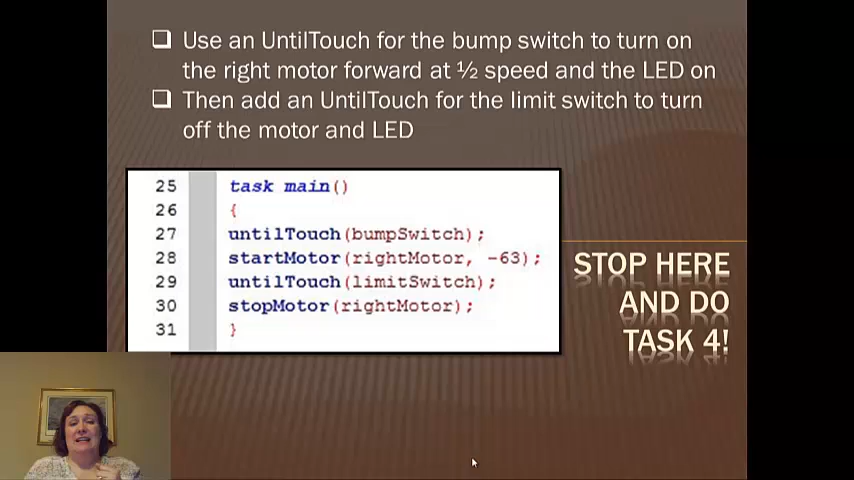 ❑ Use an UntilTouch for the bump switch to turn on
the right motor forward at ½ speed and the LED on
❑ Then add an UntilTouch for the limit switch to turn
off the motor and LED
25 task main()
26 {
27 untilTouch(bumpSwitch);
28 startMotor(rightMotor, -63);
29 untilTouch(limitSwitch);
30 stopMotor(rightMotor);
31 }
STOP HERE
AND DO
TASK 4!